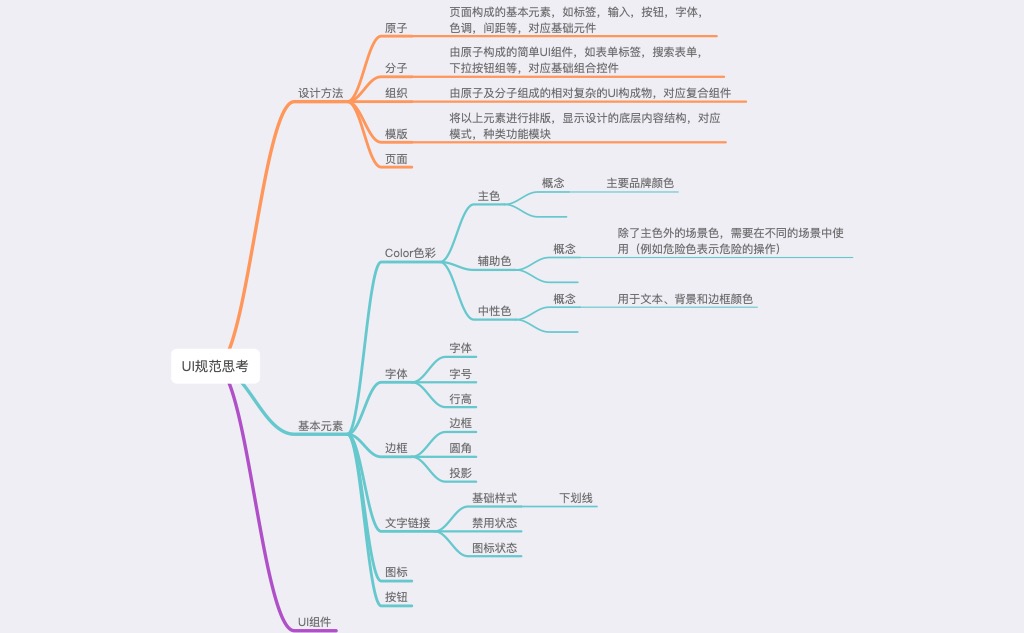 UI规范思考
设计方法
原子
页面构成的基本元素，如标签，输入，按钮，字体，
色调，间距等，对应基础元件
分子
由原子构成的简单UI组件，如表单标签，搜索表单，
下拉按钮组等，对应基础组合控件
组织
由原子及分子组成的相对复杂的UI构成物，对应复合组件
模版
将以上元素进行排版，显示设计的底层内容结构，对应
模式，种类功能模块
页面
基本元素
Color色彩
主色
概念
主要品牌颜色
辅助色
概念
除了主色外的场景色，需要在不同的场景中使
用（例如危险色表示危险的操作）
中性色
概念
用于文本、背景和边框颜色
字体
字体
字号
行高
边框
边框
圆角
投影
文字链接
基础样式
下划线
禁用状态
图标状态
图标
按钮
UI组件